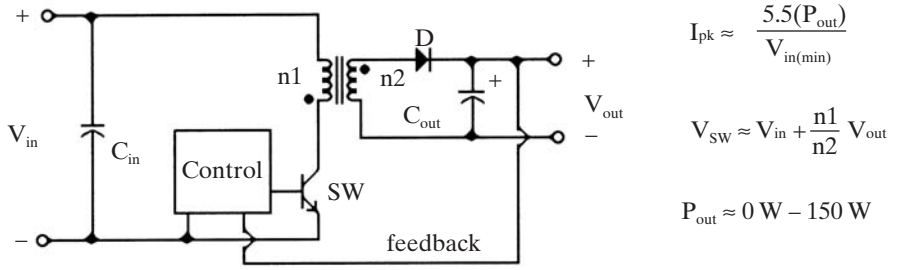 +
D
n1
n2
+
+
V_in
C_in
C_out
V_out
−
Control
SW
−
feedback
I_pk ≈ 5.5(P_out) / V_in(min)
V_SW ≈ V_in + n1/n2 V_out
P_out ≈ 0 W – 150 W